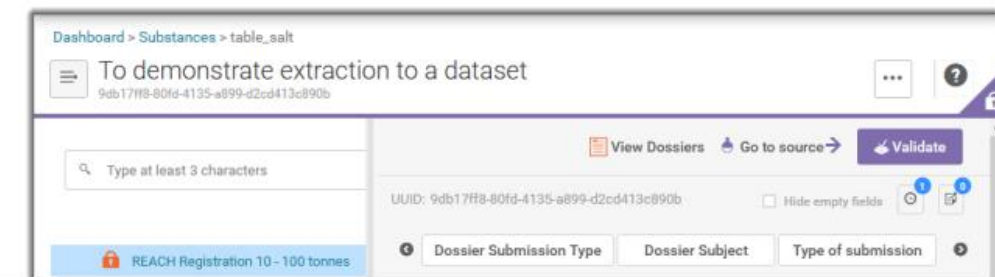 Dashboard > Substances > table_salt
To demonstrate extraction to a dataset
9db17ff8-80fd-4135-a899-d2cd413c890b
View Dossiers Go to source Validate
Type at least 3 characters
UUID: 9db17ff8-80fd-4135-a899-d2cd413c890b Hide empty fields 1 0
REACH Registration 10 - 100 tonnes Dossier Submission Type Dossier Subject Type of submission